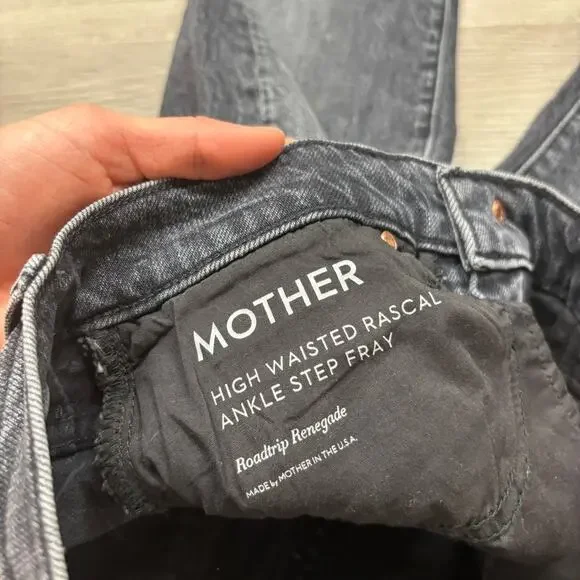 MOTHER
HIGH WAISTED RASCAL
ANKLE STEP FRAY
Roadtrip Renegade
MADE by MOTHER IN THE U.S.A.